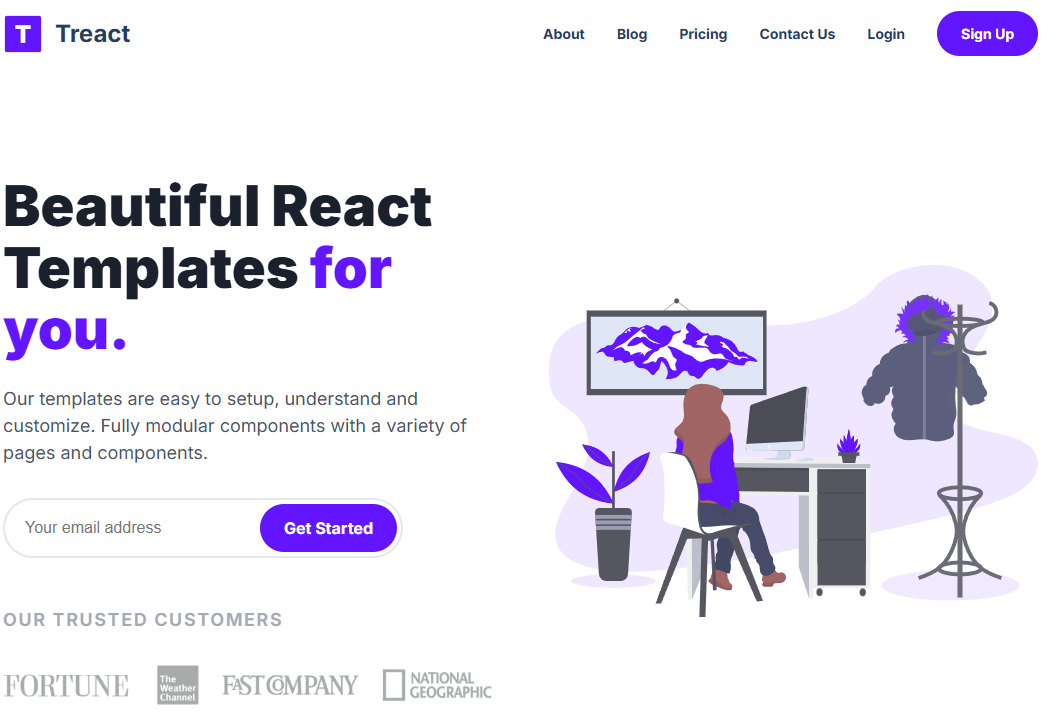 T Treact
About Blog Pricing Contact Us Login Sign Up
Beautiful React
Templates for
you.
Our templates are easy to setup, understand and
customize. Fully modular components with a variety of
pages and components.
Your email address Get Started
OUR TRUSTED CUSTOMERS
FORTUNE
The
Weather
Channel
FAST COMPANY
NATIONAL
GEOGRAPHIC